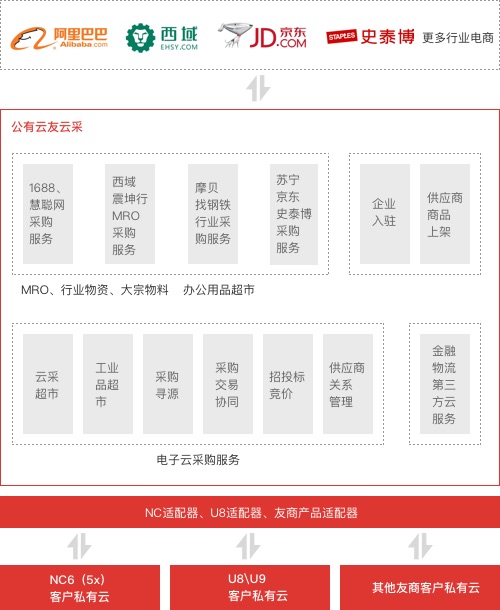 阿里巴巴
Alibaba.com
西域
EHSY.COM
JD.京东
.COM
STAPLES 史泰博
更多行业电商
公有云友云采
1688、
慧聪网
采购
服务
西域
震坤行
MRO
采购
服务
摩贝
找钢铁
行业采
购服务
苏宁
京东
史泰博
采购
服务
企业
入驻
供应商
商品
上架
MRO、行业物资、大宗物料 办公用品超市
云采
超市
工业
品超
市
采购
寻源
采购
交易
协同
招投标
竞价
供应商
关系
管理
金融
物流
第三
方云
服务
电子云采购服务
NC适配器、U8适配器、友商产品适配器
NC6（5x）
客户私有云
U8\U9
客户私有云
其他友商客户私有云